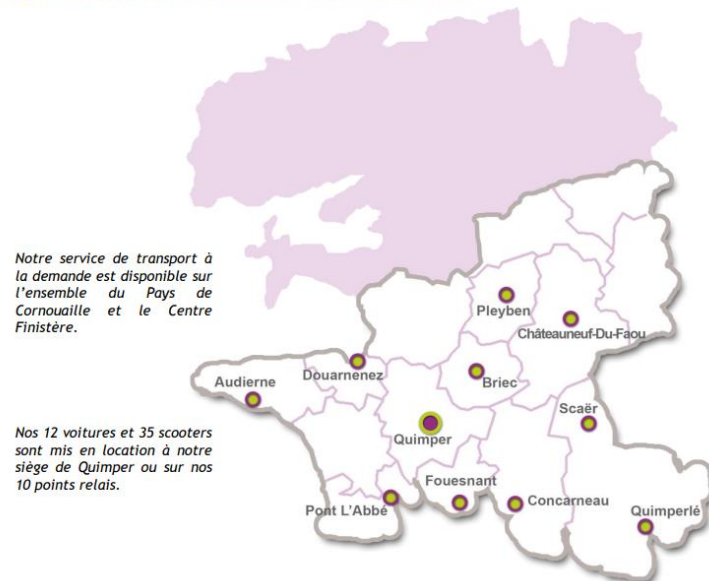 Notre service de transport à
la demande est disponible sur
l'ensemble du Pays de
Cornouaille et le Centre
Finistère.
Pleyben
Châteauneuf-Du-Faou
Douarnenez
Briec
Audierne
Scaër
Quimper
Nos 12 voitures et 35 scooters
sont mis en location à notre
siège de Quimper ou sur nos
10 points relais.
Fouesnant
Pont L'Abbé
Concarneau
Quimperlé